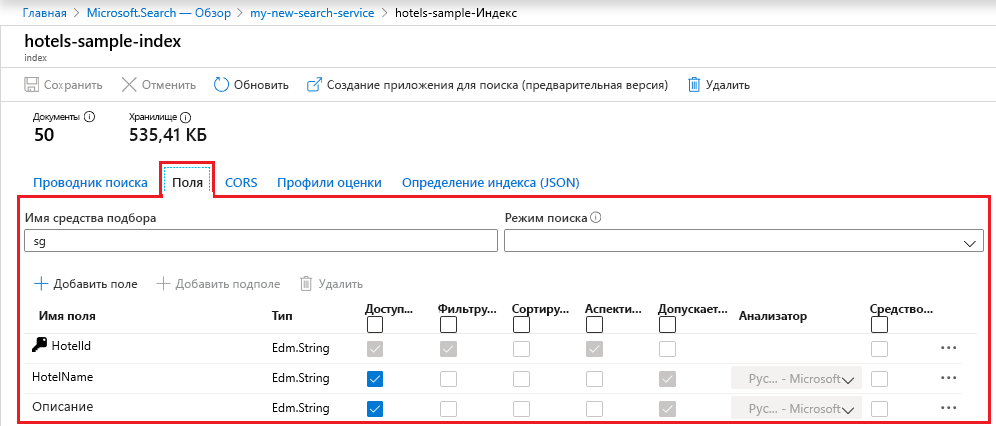 Главная > Microsoft.Search — Обзор > my-new-search-service > hotels-sample-Индекс
hotels-sample-index
index
Сохранить Отменить Обновить Создание приложения для поиска (предварительная версия) Удалить
Документы Хранилище
50 535,41 КБ
Проводник поиска Поля CORS Профили оценки Определение индекса (JSON)
Имя средства подбора Режим поиска
sg
Добавить поле Добавить подполе Удалить
Имя поля Тип Доступ... Фильтру... Сортиру... Аспекти... Допускает... Анализатор Средство...
HotelId Edm.String
HotelName Edm.String Рус... - Microsoft
Описание Edm.String Рус... - Microsoft